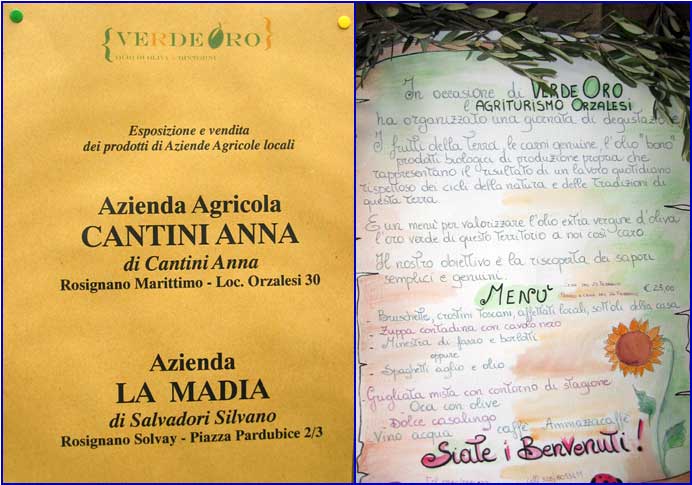 {VERDEORO}
OLIO DI OLIVA E DINTORNI
Esposizione e vendita
dei prodotti di Aziende Agricole locali
Azienda Agricola
CANTINI ANNA
di Cantini Anna
Rosignano Marittimo - Loc. Orzalesi 30
Azienda
LA MADIA
di Salvadori Silvano
Rosignano Solvay - Piazza Pardubice 2/3
In occasione di VERDE ORO
e AGRITURISMO ORZALESI
ha organizzato una giornata di degustazione
I frutti della terra, le carni genuine, l'olio "bono"
prodotti biologici di produzione propria che
rappresentano il risultato di un lavoro quotidiano
rispettoso dei cicli della natura e delle tradizioni di
questa terra.
E un menu' per valorizzare l'olio extra vergine d'oliva
l'oro verde di questo territorio a noi così caro.
Il nostro obiettivo è la riscoperta dei sapori
semplici e genuini.
MENU'
€ 25,00
- Bruschette, crostini toscani, affettati locali, sott'oli della casa
- Zuppa contadina con cavolo nero
- Minestra di farro e borlotti
oppure
- Spaghetti aglio e olio
- Grigliata mista con contorno di stagione
Oca con olive
- Dolce casalingo
Vino acqua caffè Ammazzacaffè
Siate i Benvenuti!